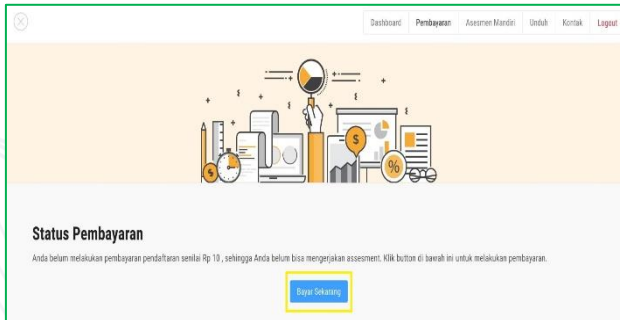 Dashboard Pembayaran Asesmen Mandiri Unduh Kontak Logout
Status Pembayaran
Anda belum melakukan pembayaran pendaftaran senilai Rp 10 , sehingga Anda belum bisa mengerjakan assesment. Klik button di bawah ini untuk melakukan pembayaran.
Bayar Sekarang